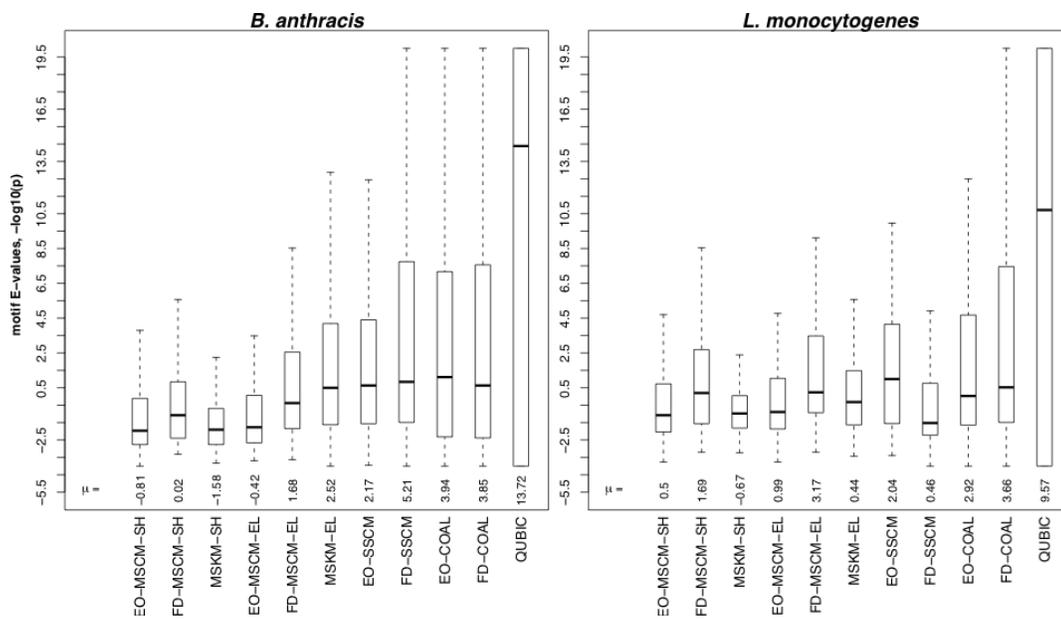 B. anthracis
L. monocytogenes
motif E-values, -log10(p)
19.5
16.5
13.5
10.5
8.5
6.5
4.5
2.5
0.5
-2.5
-5.5
μ =
-0.81
0.02
-1.58
-0.42
1.68
2.52
2.17
5.21
3.94
3.85
13.72
EO-MSCM-SH
FD-MSCM-SH
MSKM-SH
EO-MSCM-EL
FD-MSCM-EL
MSKM-EL
EO-SSCM
FD-SSCM
EO-COAL
FD-COAL
QUBIC
19.5
16.5
13.5
10.5
8.5
6.5
4.5
2.5
0.5
-2.5
-5.5
μ =
0.5
1.69
-0.67
0.99
3.17
0.44
2.04
0.46
2.92
3.66
9.57
EO-MSCM-SH
FD-MSCM-SH
MSKM-SH
EO-MSCM-EL
FD-MSCM-EL
MSKM-EL
EO-SSCM
FD-SSCM
EO-COAL
FD-COAL
QUBIC